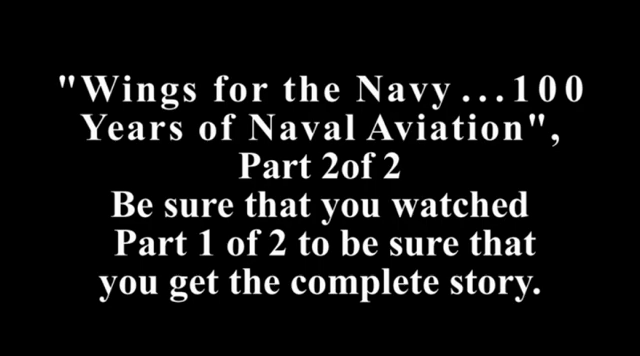 "Wings for the Navy...100
Years of Naval Aviation",
Part 2of 2
Be sure that you watched
Part 1 of 2 to be sure that
you get the complete story.